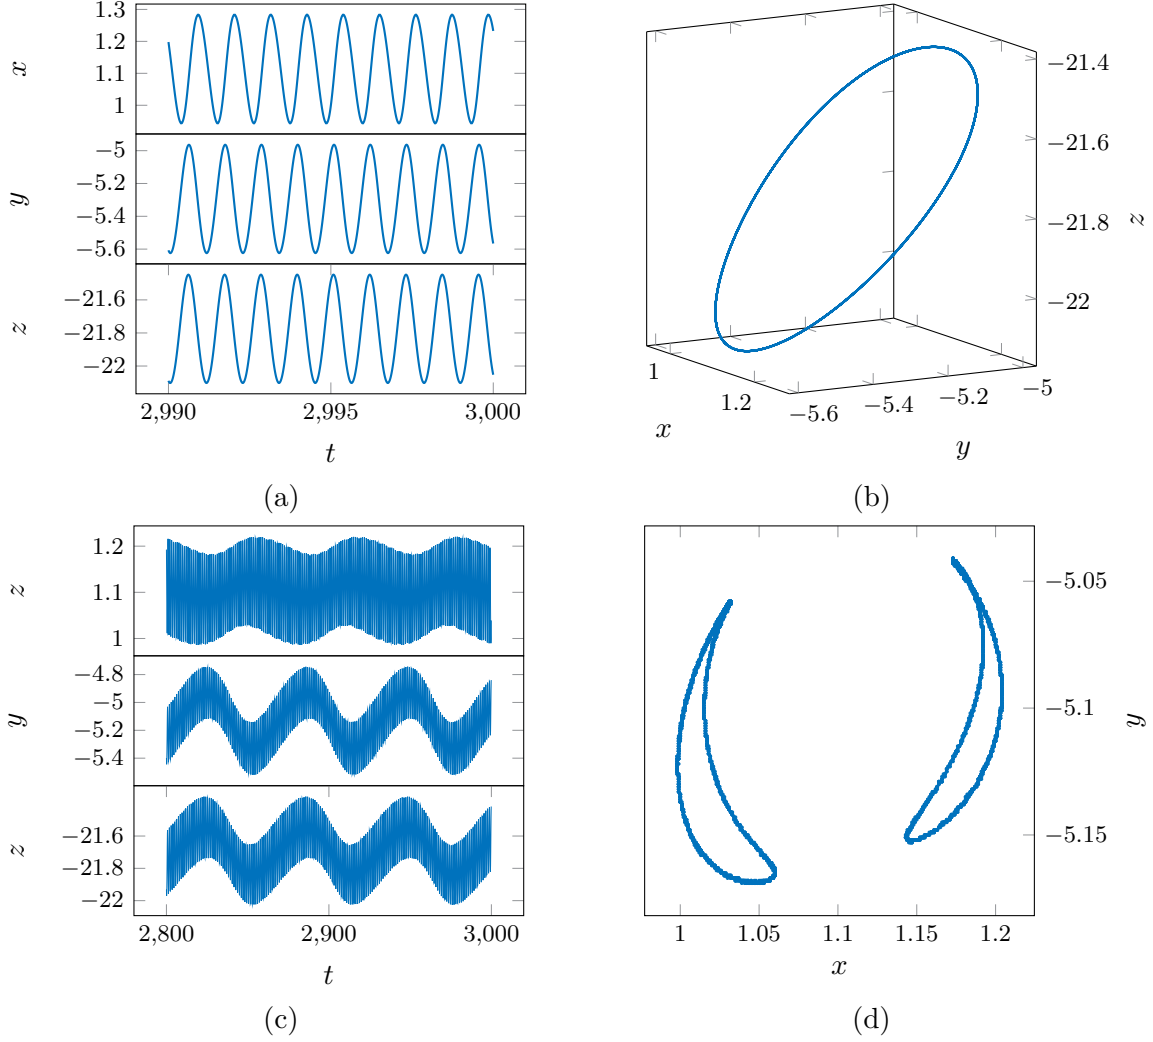 1.3
1.2
1.1
1
x
−5
−5.2
−5.4
−5.6
y
−21.6
−21.8
−22
z
2,990 2,995 3,000
t
(a)
−21.4
−21.6
−21.8
−22
z
1
1.2
x
−5.6
−5.4
−5.2
−5
y
(b)
1.2
1.1
1
z
−4.8
−5
−5.2
−5.4
y
−21.6
−21.8
−22
z
2,800 2,900 3,000
t
(c)
−5.05
−5.1
−5.15
y
1 1.05 1.1 1.15 1.2
x
(d)